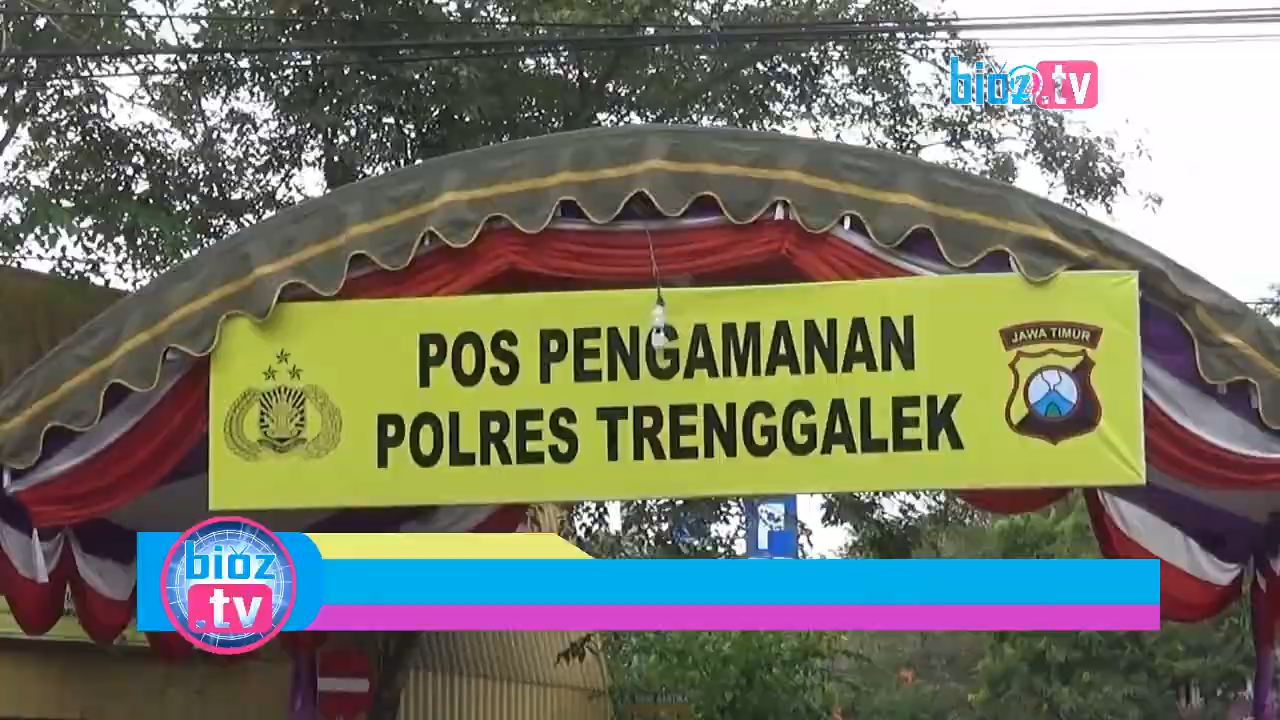 bioz.tv
POS PENGAMANAN
POLRES TRENGGALEK
JAWA TIMUR
bioz
.tv